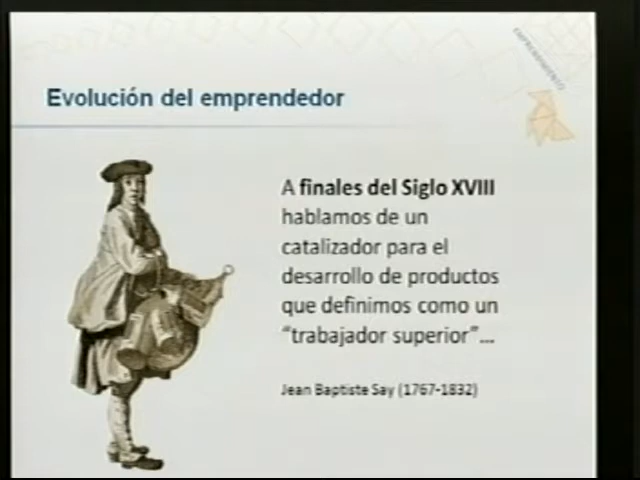 EMPRENDIMIENTO
Evolución del emprendedor
A finales del Siglo XVIII
hablamos de un
catalizador para el
desarrollo de productos
que definimos como un
“trabajador superior”...
Jean Baptiste Say (1767-1832)